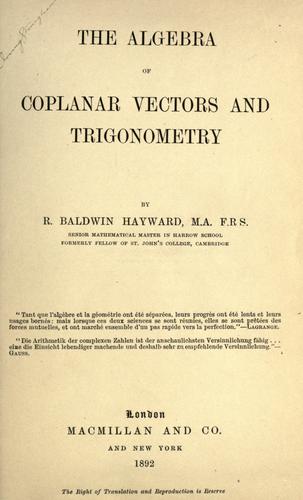 THE ALGEBRA
OF
COPLANAR VECTORS AND
TRIGONOMETRY
BY
R. BALDWIN HAYWARD, M.A. F.R S.
SENIOR MATHEMATICAL MASTER IN HARROW SCHOOL
FORMERLY FELLOW OF ST. JOHN'S COLLEGE, CAMBRIDGE
"Tant que l'algèbre et la géométrie ont été séparées, leurs progrès ont été lents et leurs
usages bornés; mais lorsque ces deux sciences se sont réunies, elles se sont prêtées des
forces mutuelles, et ont marché ensemble d'un pas rapide vers la perfection."—LAGRANGE.
"Die Arithmetik der complexen Zahlen ist der anschaulichsten Versinnlichung fähig ...
eine die Einsicht lebendiger machende und deshalb sehr zu empfehlende Versinnlichung."—
GAUSS.
London
MACMILLAN AND CO.
AND NEW YORK
1892
The Right of Translation and Reproduction is Reserve